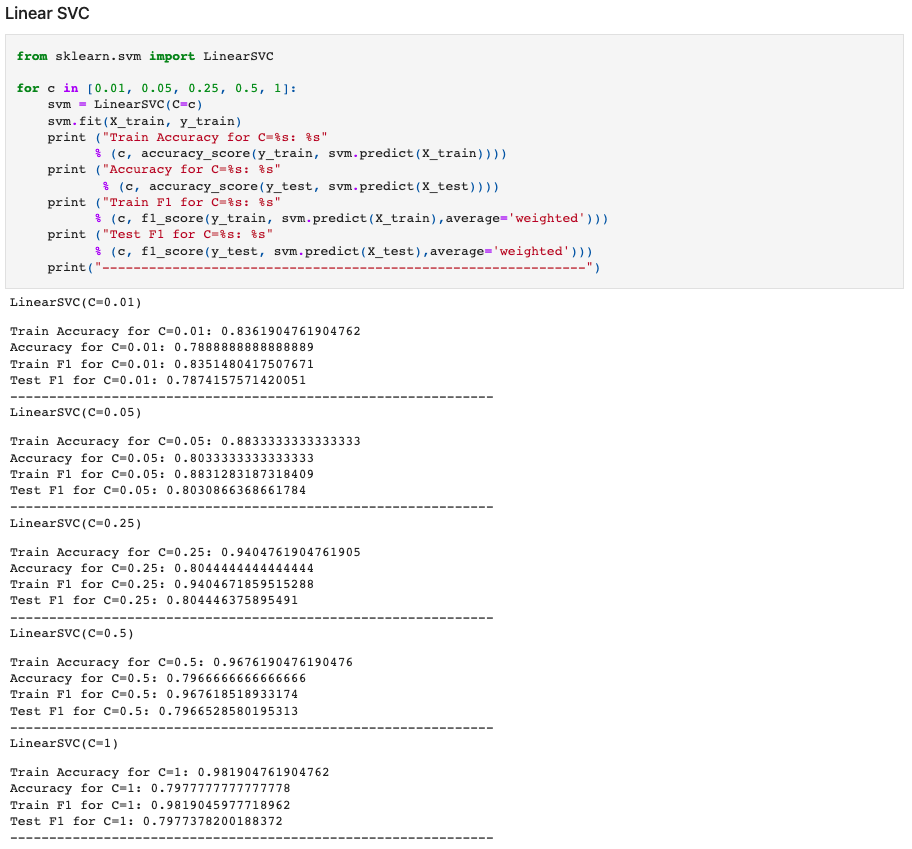 Linear SVC
from sklearn.svm import LinearSVC
for c in [0.01, 0.05, 0.25, 0.5, 1]:
    svm = LinearSVC(C=c)
    svm.fit(X_train, y_train)
    print ("Train Accuracy for C=%s: %s"
          % (c, accuracy_score(y_train, svm.predict(X_train))))
    print ("Accuracy for C=%s: %s"
           % (c, accuracy_score(y_test, svm.predict(X_test))))
    print ("Train F1 for C=%s: %s"
          % (c, f1_score(y_train, svm.predict(X_train),average='weighted')))
    print ("Test F1 for C=%s: %s"
          % (c, f1_score(y_test, svm.predict(X_test),average='weighted')))
    print("--------------------------------------------------------------")
LinearSVC(C=0.01)
Train Accuracy for C=0.01: 0.8361904761904762
Accuracy for C=0.01: 0.7888888888888889
Train F1 for C=0.01: 0.8351480417507671
Test F1 for C=0.01: 0.7874157571420051
--------------------------------------------------------------
LinearSVC(C=0.05)
Train Accuracy for C=0.05: 0.8833333333333333
Accuracy for C=0.05: 0.8033333333333333
Train F1 for C=0.05: 0.8831283187318409
Test F1 for C=0.05: 0.8030866368661784
--------------------------------------------------------------
LinearSVC(C=0.25)
Train Accuracy for C=0.25: 0.9404761904761905
Accuracy for C=0.25: 0.8044444444444444
Train F1 for C=0.25: 0.9404671859515288
Test F1 for C=0.25: 0.804446375895491
--------------------------------------------------------------
LinearSVC(C=0.5)
Train Accuracy for C=0.5: 0.9676190476190476
Accuracy for C=0.5: 0.7966666666666666
Train F1 for C=0.5: 0.967618518933174
Test F1 for C=0.5: 0.7966528580195313
--------------------------------------------------------------
LinearSVC(C=1)
Train Accuracy for C=1: 0.981904761904762
Accuracy for C=1: 0.7977777777777778
Train F1 for C=1: 0.9819045977718962
Test F1 for C=1: 0.7977378200188372
--------------------------------------------------------------